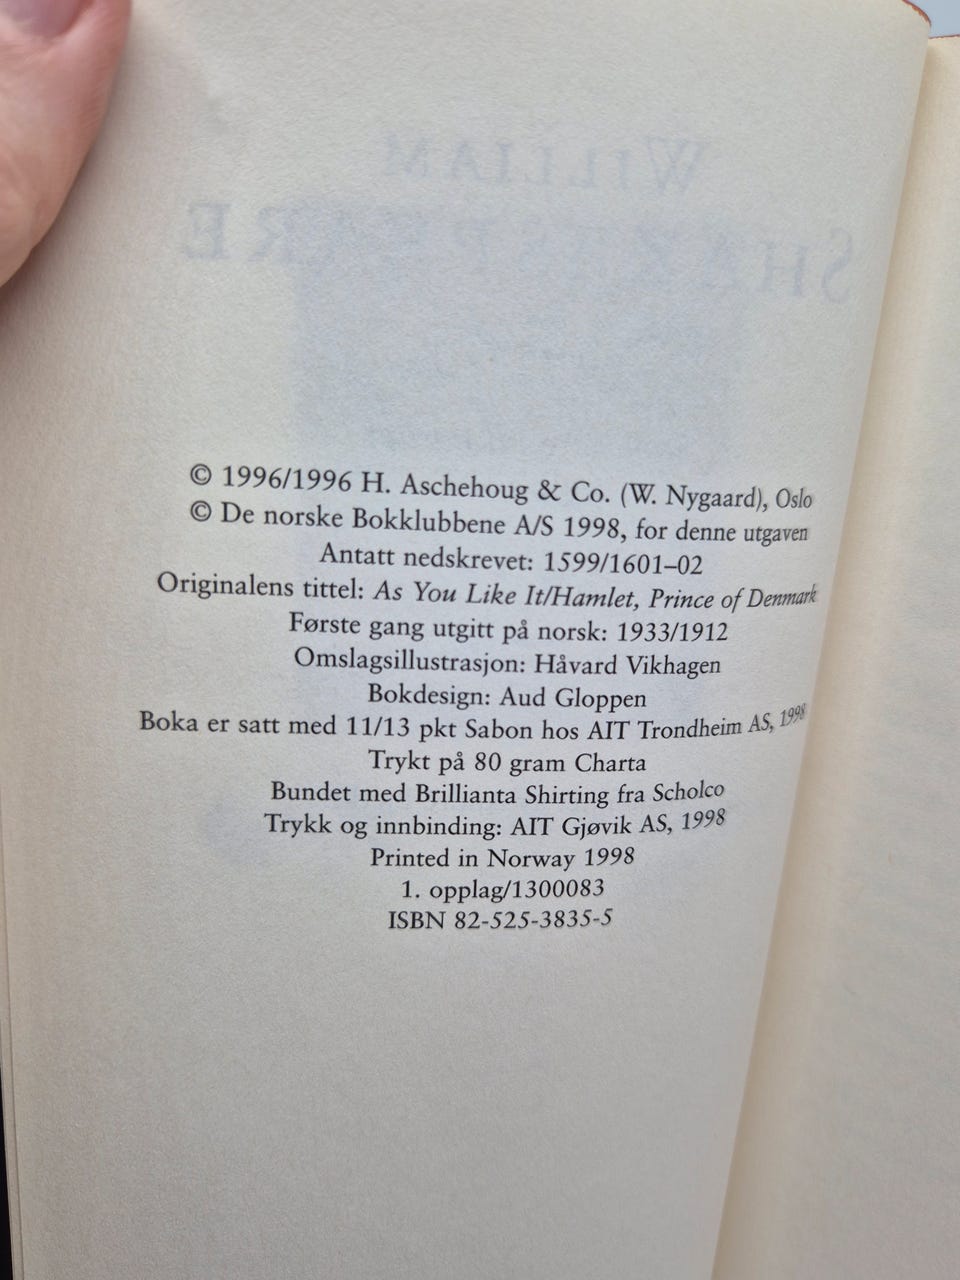 WILLIAM
SHAKESPEARE
© 1996/1996 H. Aschehoug & Co. (W. Nygaard), Oslo
© De norske Bokklubbene A/S 1998, for denne utgaven
Antatt nedskrevet: 1599/1601–02
Originalens tittel: As You Like It/Hamlet, Prince of Denmark
Første gang utgitt på norsk: 1933/1912
Omslagsillustrasjon: Håvard Vikhagen
Bokdesign: Aud Gloppen
Boka er satt med 11/13 pkt Sabon hos AIT Trondheim AS, 1998
Trykt på 80 gram Charta
Bundet med Brillianta Shirting fra Scholco
Trykk og innbinding: AIT Gjøvik AS, 1998
Printed in Norway 1998
1. opplag/1300083
ISBN 82-525-3835-5